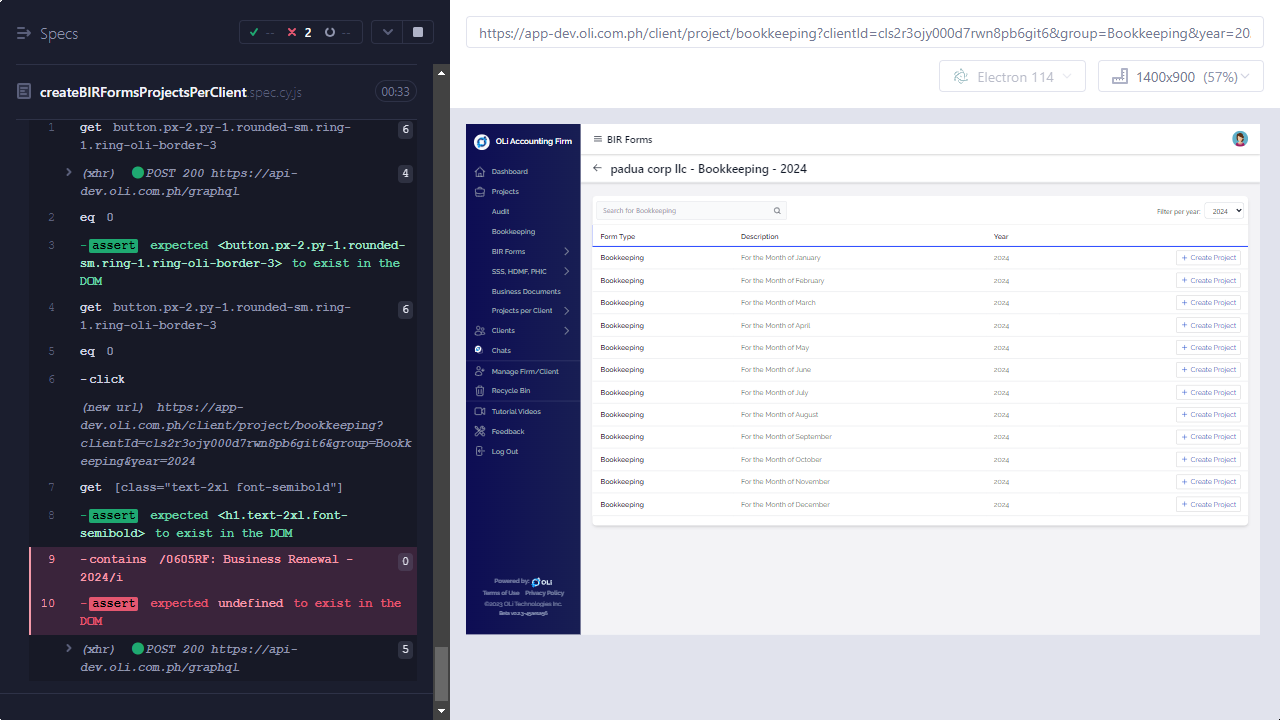 Specs
-- 2 --
createBIRFormsProjectsPerClient.spec.cy.js 00:33
1 get button.px-2.py-1.rounded-sm.ring- 6
1.ring-oli-border-3
(xhr) POST 200 https://api- 4
dev.oli.com.ph/graphql
2 eq 0
3 -assert expected <button.px-2.py-1.rounded-
sm.ring-1.ring-oli-border-3> to exist in the
DOM
4 get button.px-2.py-1.rounded-sm.ring- 6
1.ring-oli-border-3
5 eq 0
6 -click
(new url) https://app-
dev.oli.com.ph/client/project/bookkeeping?
clientId=cls2r3ojy000d7rwn8pb6git6&group=Bookk
eeping&year=2024
7 get [class="text-2xl font-semibold"]
8 -assert expected <h1.text-2xl.font-
semibold> to exist in the DOM
9 -contains /0605RF: Business Renewal - 0
2024/i
10 -assert expected undefined to exist in the
DOM
(xhr) POST 200 https://api- 5
dev.oli.com.ph/graphql
https://app-dev.oli.com.ph/client/project/bookkeeping?clientId=cls2r3ojy000d7rwn8pb6git6&group=Bookkeeping&year=20
Electron 114
1400x900 (57%)
OLi Accounting Firm
Dashboard
Projects
Audit
Bookkeeping
BIR Forms
SSS, HDMF, PHIC
Business Documents
Projects per Client
Clients
Chats
Manage Firm/Client
Recycle Bin
Tutorial Videos
Feedback
Log Out
Powered by: OLi
Terms of Use Privacy Policy
©2023 OLi Technologies Inc.
BIR Forms
padua corp llc - Bookkeeping - 2024
Search for Bookkeeping
Filter per year: 2024
Form Type Description Year
Bookkeeping For the Month of January 2024 + Create Project
Bookkeeping For the Month of February 2024 + Create Project
Bookkeeping For the Month of March 2024 + Create Project
Bookkeeping For the Month of April 2024 + Create Project
Bookkeeping For the Month of May 2024 + Create Project
Bookkeeping For the Month of June 2024 + Create Project
Bookkeeping For the Month of July 2024 + Create Project
Bookkeeping For the Month of August 2024 + Create Project
Bookkeeping For the Month of September 2024 + Create Project
Bookkeeping For the Month of October 2024 + Create Project
Bookkeeping For the Month of November 2024 + Create Project
Bookkeeping For the Month of December 2024 + Create Project